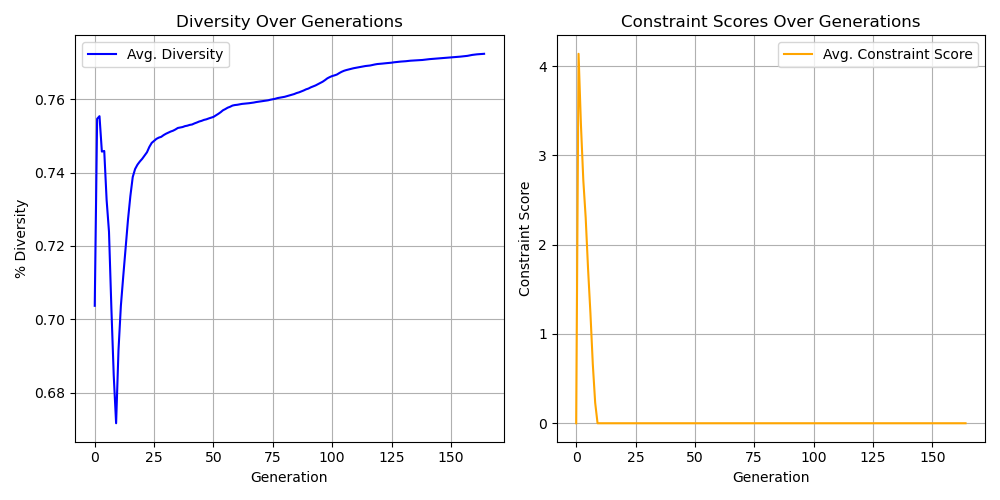 Diversity Over Generations
Avg. Diversity
% Diversity
0.76
0.74
0.72
0.70
0.68
0 25 50 75 100 125 150
Generation
Constraint Scores Over Generations
Avg. Constraint Score
Constraint Score
4
3
2
1
0
0 25 50 75 100 125 150
Generation